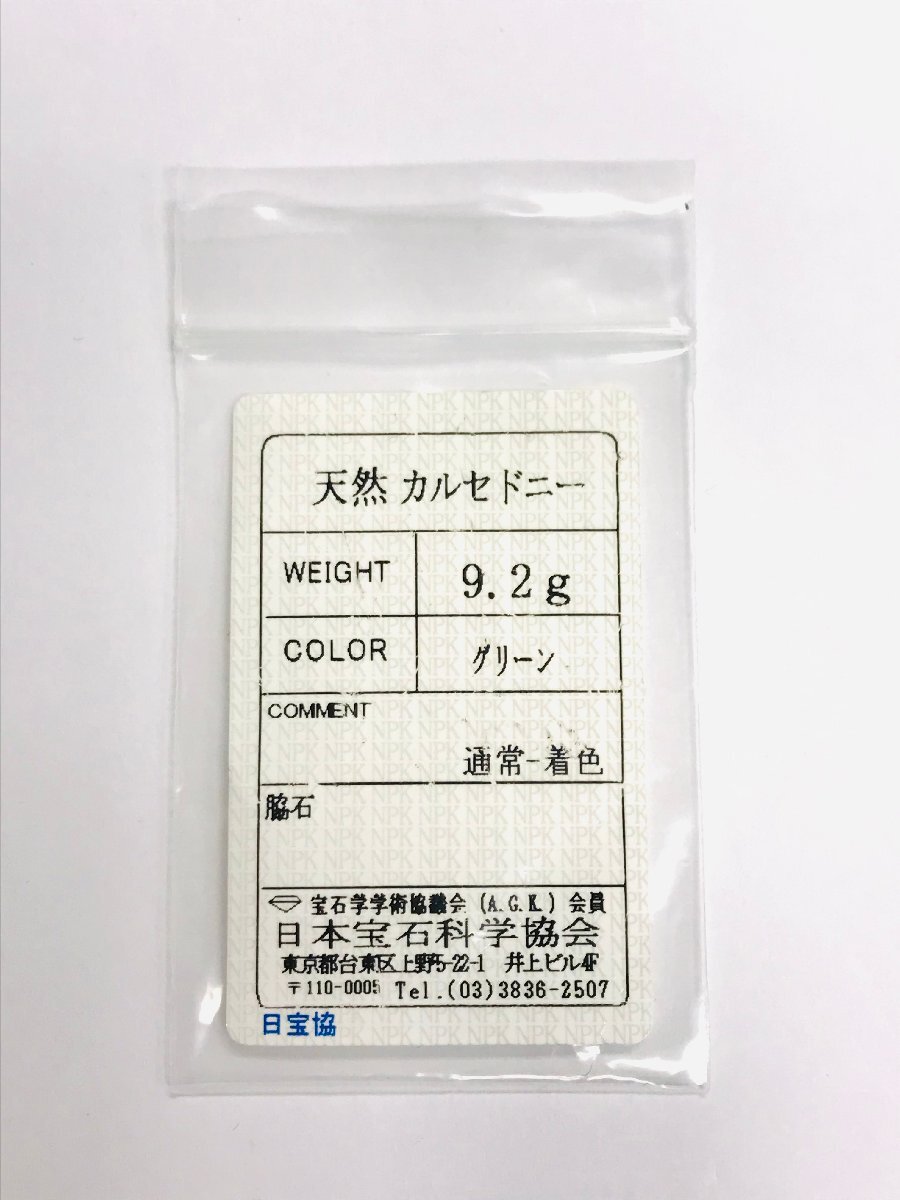 天然 カルセドニー
WEIGHT 9.2g
COLOR グリーン
COMMENT
通常-着色
脇石
宝石学学術協議会 (A.G.K.) 会員
日本宝石科学協会
東京都台東区上野5-22-1 井上ビル4F
〒110-0005 Tel.(03)3836-2507
日宝協